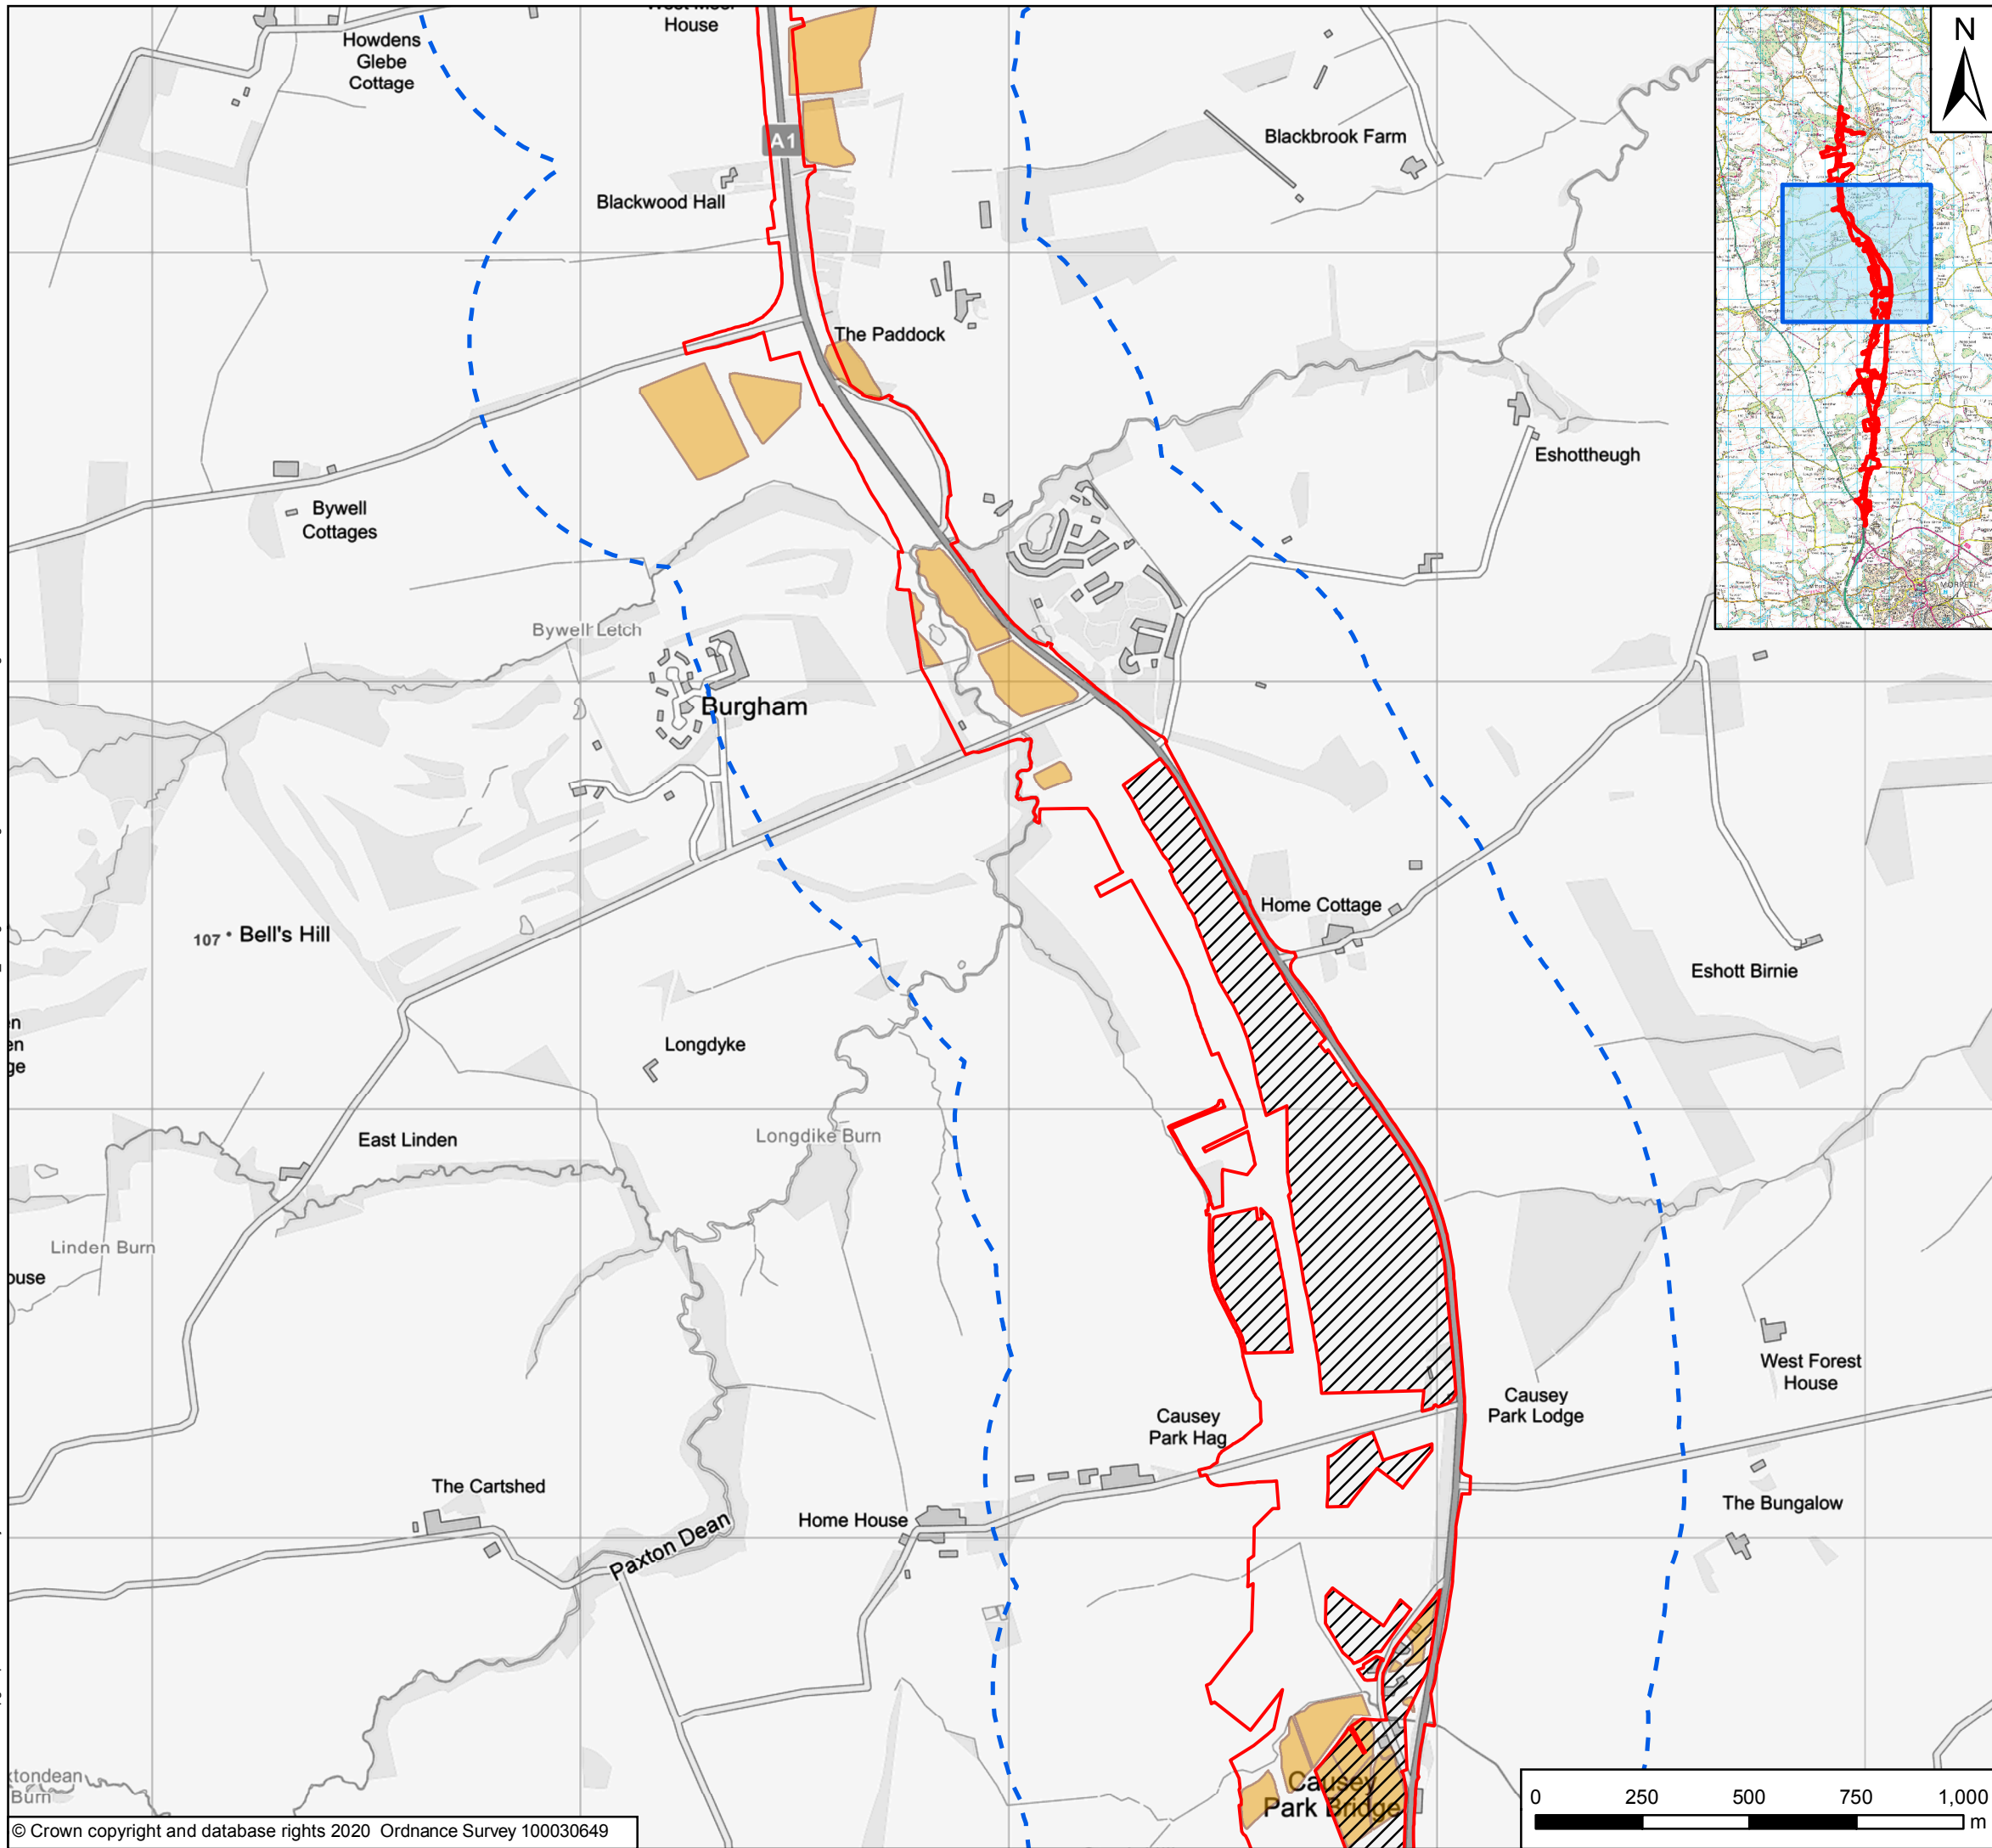 House
Howdens
Glebe
Cottage
N
A1
Blackbrook Farm
Blackwood Hall
The Paddock
Eshottheugh
Bywell
Cottages
MORPETH
Bywell Letch
Burgham
Home Cottage
107 Bell's Hill
Eshott Birnie
Longdyke
East Linden
Longdike Burn
Linden Burn
West Forest
House
Causey
Park Lodge
Causey
Park Hag
The Cartshed
The Bungalow
Home House
Paxton Dean
Causey
Park Bridge
xtondean
Burn
0 250 500 750 1,000
m
© Crown copyright and database rights 2020 Ordnance Survey 100030649